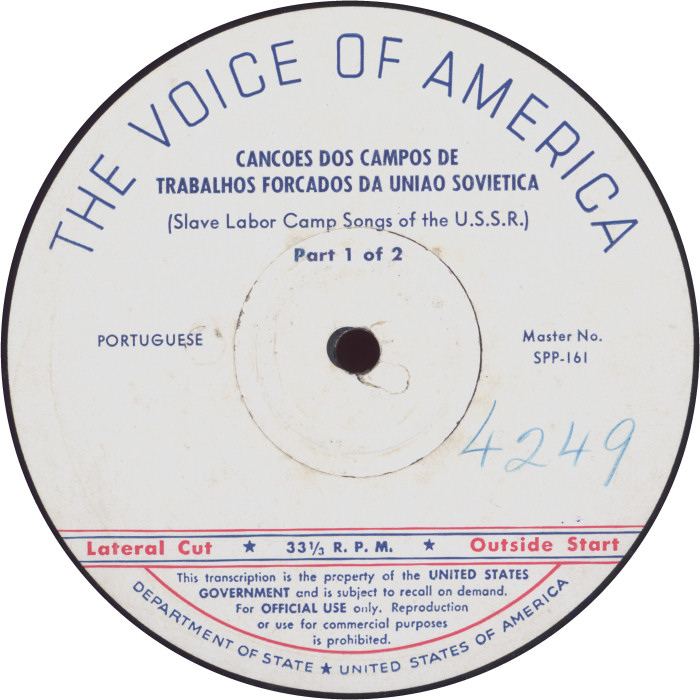 THE VOICE OF AMERICA
CANCOES DOS CAMPOS DE
TRABALHOS FORCADOS DA UNIAO SOVIETICA
(Slave Labor Camp Songs of the U.S.S.R.)
Part 1 of 2
PORTUGUESE
Master No.
SPP-161
4249
Lateral Cut ★ 33⅓ R. P. M. ★ Outside Start
This transcription is the property of the UNITED STATES
GOVERNMENT and is subject to recall on demand.
For OFFICIAL USE only. Reproduction
or use for commercial purposes
is prohibited.
DEPARTMENT OF STATE ★ UNITED STATES OF AMERICA